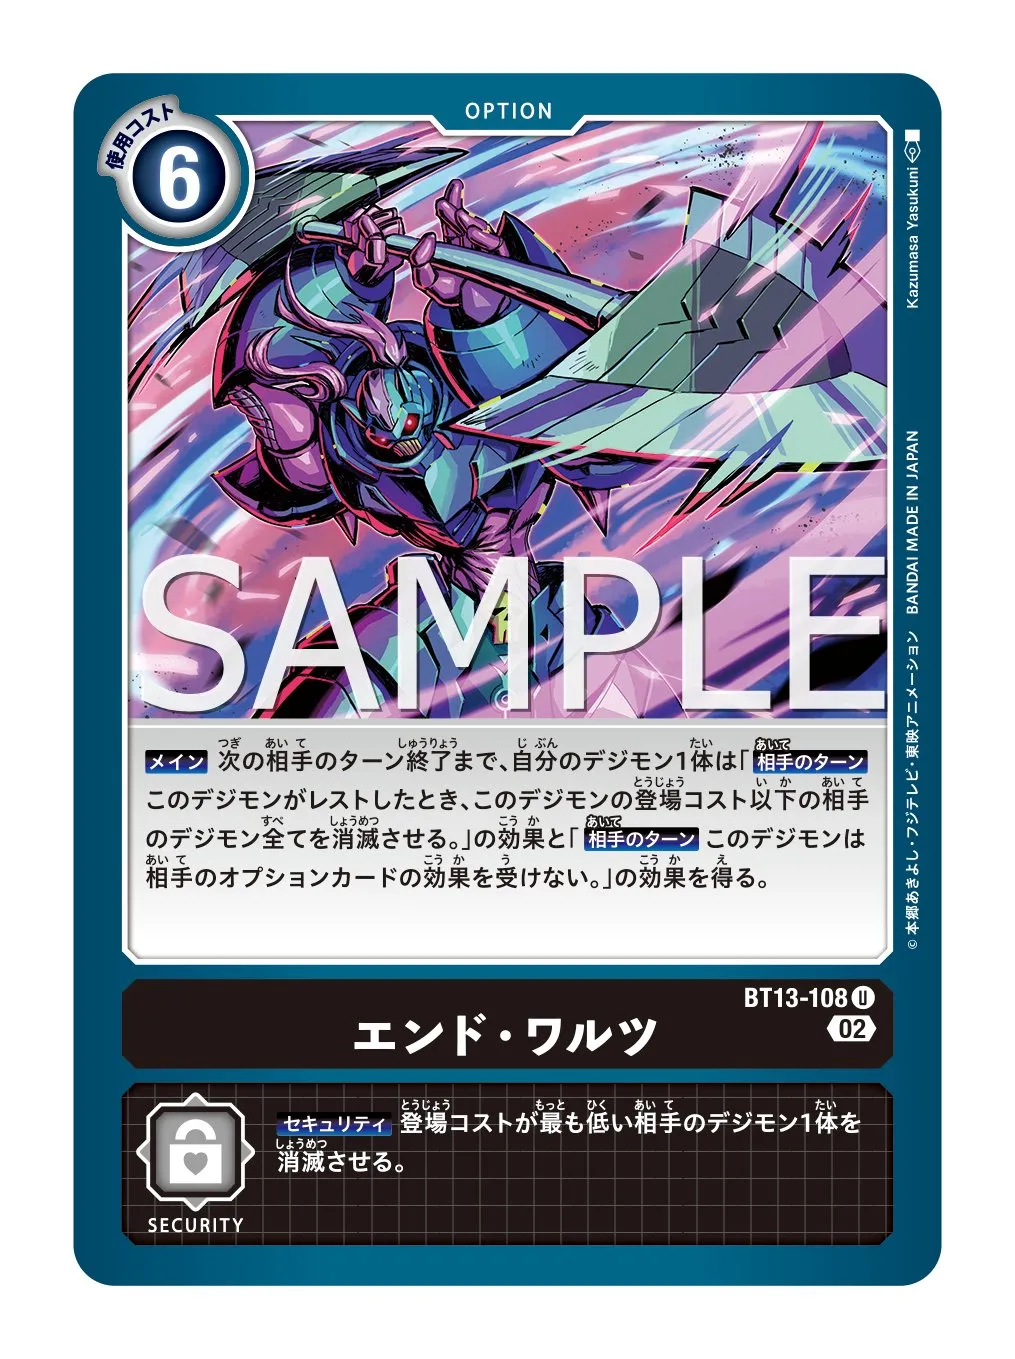 OPTION
使用コスト
6
Kazumasa Yasukuni
BANDAI MADE IN JAPAN
© 本郷あきよし・フジテレビ・東映アニメーション
SAMPLE
メイン 次の相手のターン終了まで、自分のデジモン1体は「相手のターン
このデジモンがレストしたとき、このデジモンの登場コスト以下の相手
のデジモン全てを消滅させる。」の効果と「相手のターン このデジモンは
相手のオプションカードの効果を受けない。」の効果を得る。
BT13-108 U
エンド・ワルツ
02
セキュリティ 登場コストが最も低い相手のデジモン1体を
消滅させる。
SECURITY